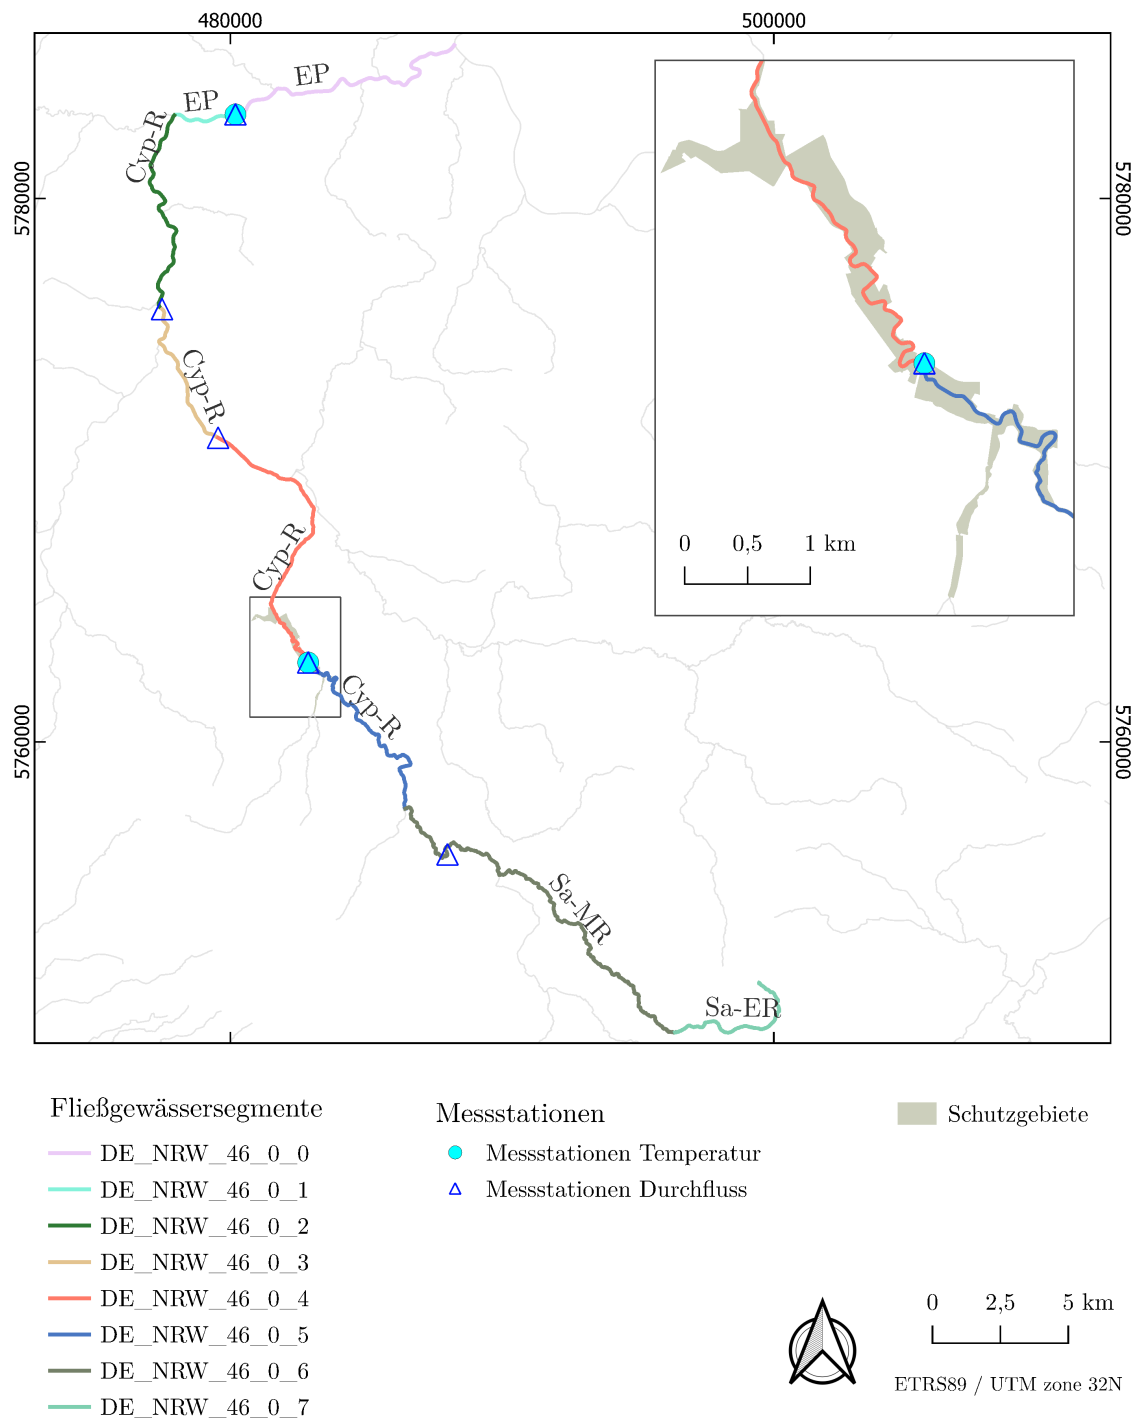 480000
500000
EP
EP
Cyp-R
5780000
5780000
Cyp-R
Cyp-R
0
0,5
1 km
Cyp-R
5760000
5760000
Sa-MR
Sa-ER
Fließgewässersegmente
DE_NRW_46_0_0
DE_NRW_46_0_1
DE_NRW_46_0_2
DE_NRW_46_0_3
DE_NRW_46_0_4
DE_NRW_46_0_5
DE_NRW_46_0_6
DE_NRW_46_0_7
Messstationen
Messstationen Temperatur
Messstationen Durchfluss
Schutzgebiete
0
2,5
5 km
ETRS89 / UTM zone 32N